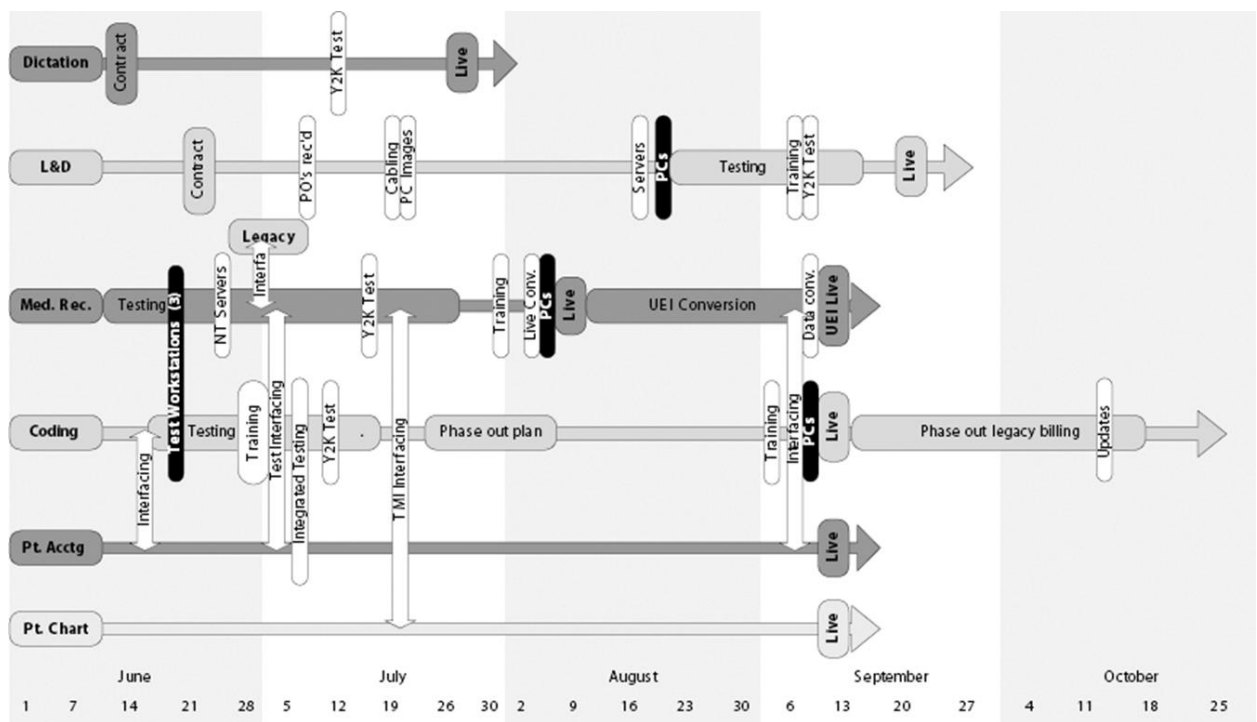 Dictation
Contract
Y2K Test
Live
L&D
Contract
PO's rec'd
Cabling
PC Images
Servers
PCs
Testing
Training
Y2K Test
Live
Legacy
Interfa
Med. Rec.
Testing
Test Workstations (3)
NT Servers
Y2K Test
Training
Live Conv.
PCs
Live
UEI Conversion
Data conv.
UEI Live
Coding
Interfacing
Testing
Training
Test Interfacing
Integrated Testing
Y2K Test
.
TMI Interfacing
Phase out plan
Training
Interfacing
PCs
Live
Phase out legacy billing
Updates
Pt. Acctg
Live
Pt. Chart
Live
June July August September October
1 7 14 21 28 5 12 19 26 30 2 9 16 23 30 6 13 20 27 4 11 18 25